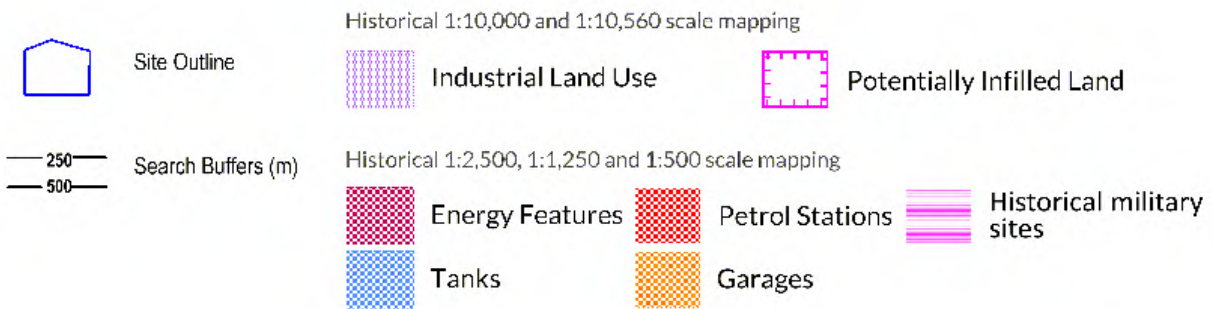 Historical 1:10,000 and 1:10,560 scale mapping
Site Outline
Industrial Land Use
Potentially Infilled Land
250
500
Search Buffers (m)
Historical 1:2,500, 1:1,250 and 1:500 scale mapping
Energy Features
Petrol Stations
Historical military
sites
Tanks
Garages